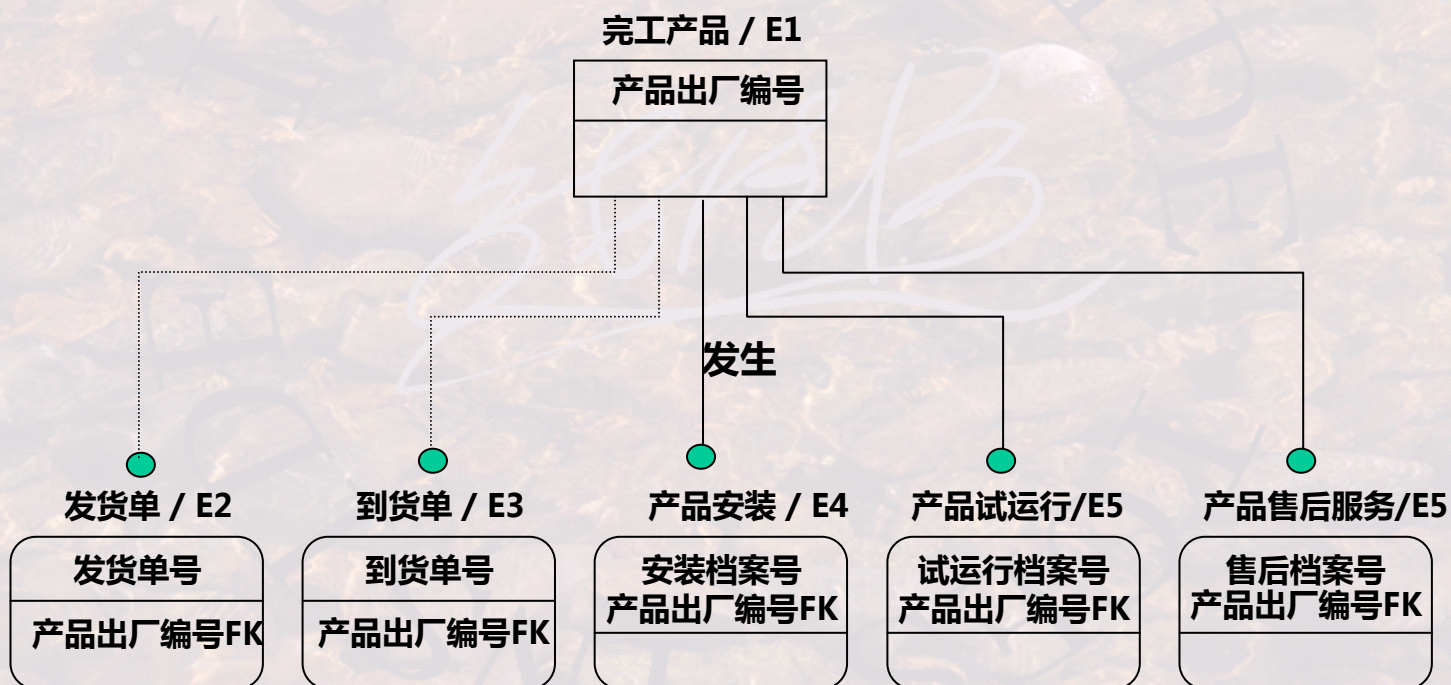 完工产品 / E1
产品出厂编号
发生
发货单 / E2
发货单号
产品出厂编号FK
到货单 / E3
到货单号
产品出厂编号FK
产品安装 / E4
安装档案号
产品出厂编号FK
产品试运行/E5
试运行档案号
产品出厂编号FK
产品售后服务/E5
售后档案号
产品出厂编号FK